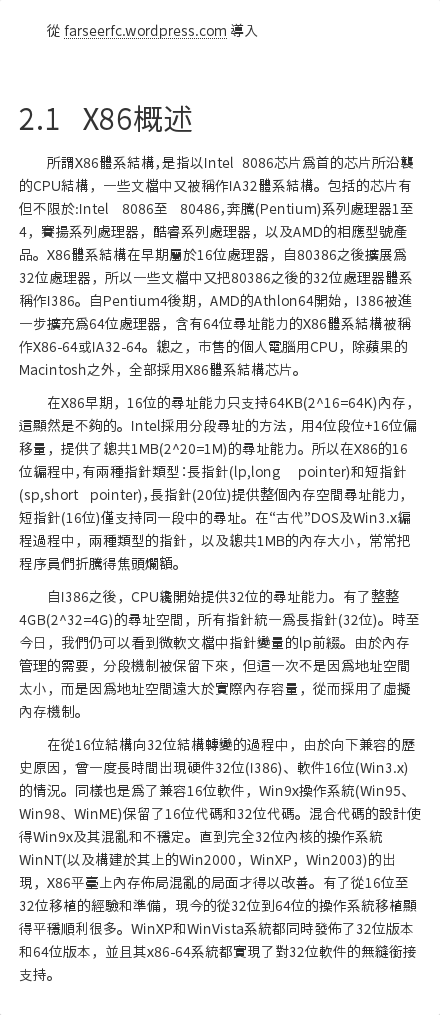 從 farseerfc.wordpress.com 導入
2.1 X86概述
所謂X86體系結構，是指以Intel 8086芯片爲首的芯片所沿襲
的CPU結構，一些文檔中又被稱作IA32體系結構。包括的芯片有
但不限於:Intel 8086至 80486，奔騰(Pentium)系列處理器1至
4，賽揚系列處理器，酷睿系列處理器，以及AMD的相應型號產
品。X86體系結構在早期屬於16位處理器，自80386之後擴展爲
32位處理器，所以一些文檔中又把80386之後的32位處理器體系
稱作I386。自Pentium4後期，AMD的Athlon64開始，I386被進
一步擴充爲64位處理器，含有64位尋址能力的X86體系結構被稱
作X86-64或IA32-64。總之，市售的個人電腦用CPU，除蘋果的
Macintosh之外，全部採用X86體系結構芯片。
在X86早期，16位的尋址能力只支持64KB(2^16=64K)內存，
這顯然是不夠的。Intel採用分段尋址的方法，用4位段位+16位偏
移量，提供了總共1MB(2^20=1M)的尋址能力。所以在X86的16
位編程中，有兩種指針類型：長指針(lp,long pointer)和短指針
(sp,short pointer)，長指針(20位)提供整個內存空間尋址能力，
短指針(16位)僅支持同一段中的尋址。在“古代”DOS及Win3.x編
程過程中，兩種類型的指針，以及總共1MB的內存大小，常常把
程序員們折騰得焦頭爛額。
自I386之後，CPU纔開始提供32位的尋址能力。有了整整
4GB(2^32=4G)的尋址空間，所有指針統一爲長指針(32位)。時至
今日，我們仍可以看到微軟文檔中指針變量的lp前綴。由於內存
管理的需要，分段機制被保留下來，但這一次不是因爲地址空間
太小，而是因爲地址空間遠大於實際內存容量，從而採用了虛擬
內存機制。
在從16位結構向32位結構轉變的過程中，由於向下兼容的歷
史原因，曾一度長時間出現硬件32位(I386)、軟件16位(Win3.x)
的情況。同樣也是爲了兼容16位軟件，Win9x操作系統(Win95、
Win98、WinME)保留了16位代碼和32位代碼。混合代碼的設計使
得Win9x及其混亂和不穩定。直到完全32位內核的操作系統
WinNT(以及構建於其上的Win2000，WinXP，Win2003)的出
現，X86平臺上內存佈局混亂的局面才得以改善。有了從16位至
32位移植的經驗和準備，現今的從32位到64位的操作系統移植顯
得平穩順利很多。WinXP和WinVista系統都同時發佈了32位版本
和64位版本，並且其x86-64系統都實現了對32位軟件的無縫銜接
支持。